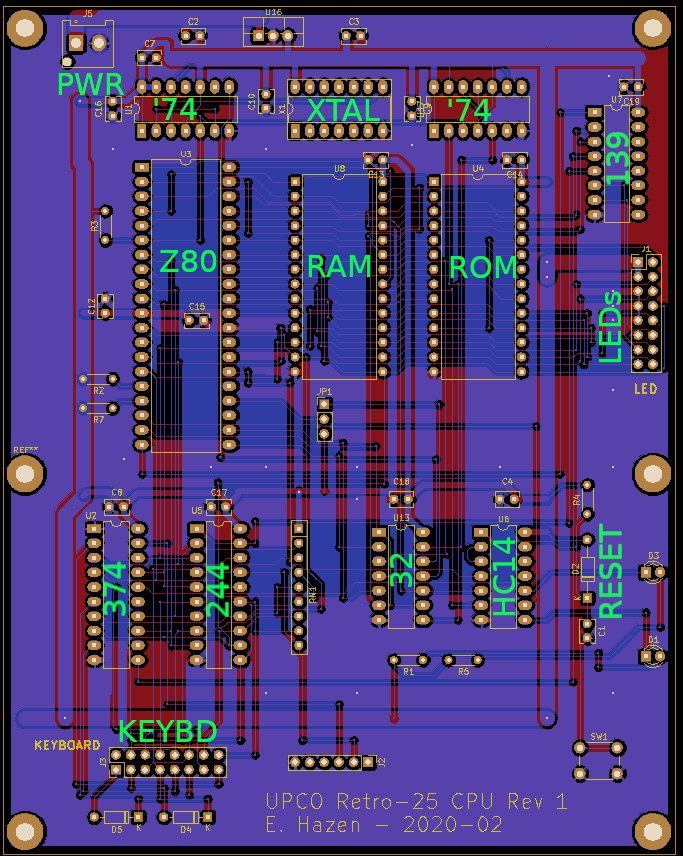 J5
C2
U16
C3
C7
PWR
C16
U1
'74
C10
X1
XTAL
'74
C19
U7
139
U3
U8
C13
U4
C14
R3
Z80
RAM
ROM
J1
C12
C15
LEDs
R2
R7
LED
JP1
REF**
C8
C17
C18
C4
R4
U2
U5
U13
U6
374
244
RN1
32
HC14
D2
K
RESET
D3
C1
D1
R1
R5
KEYBD
KEYBOARD
SW1
J3
J2
D5
K
D4
K
UPCO Retro-25 CPU Rev 1
E. Hazen - 2020-02